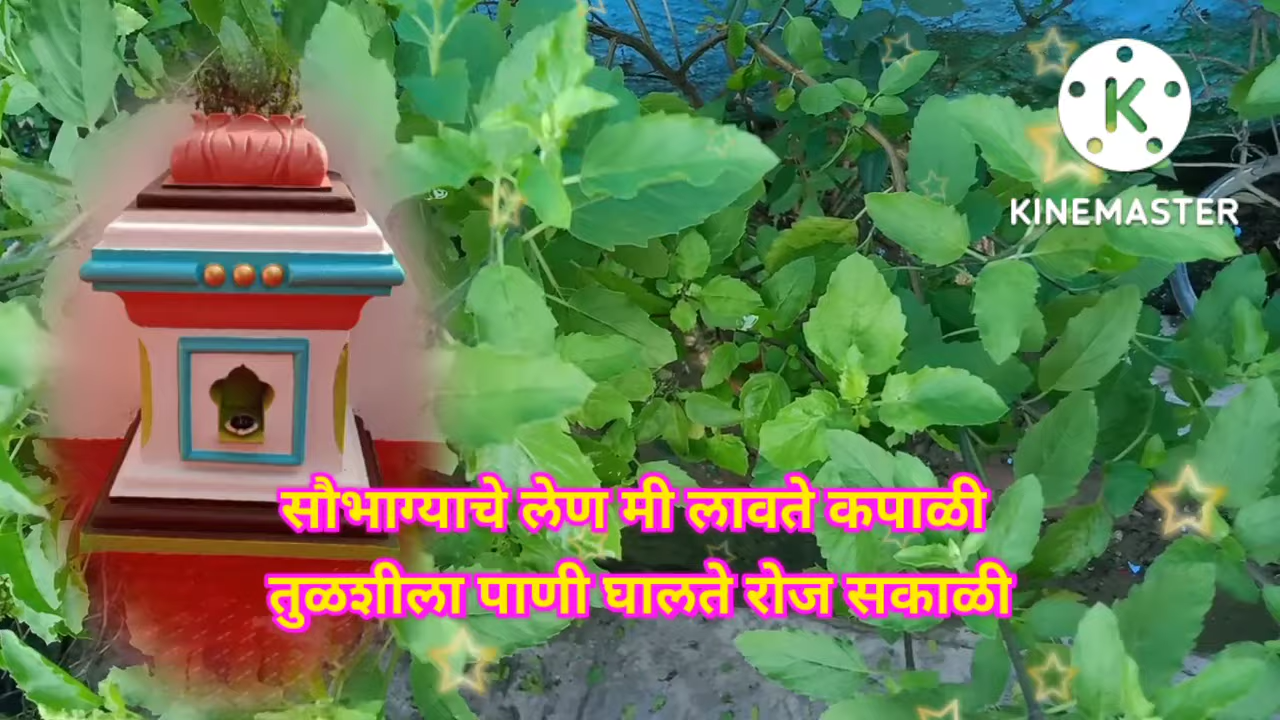 K
KINEMASTER
सौभाग्याचे लेण मी लावते कपाळी
तुळशीला पाणी घालते रोज सकाळी